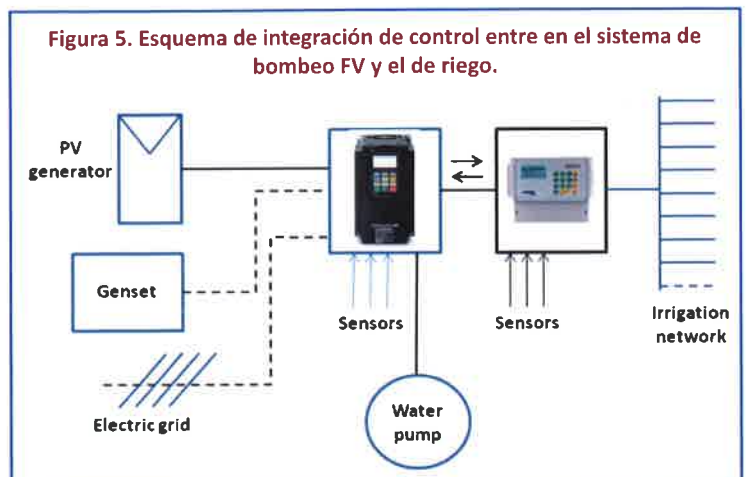 Figura 5. Esquema de integración de control entre en el sistema de
bombeo FV y el de riego.
PV
generator
Genset
Electric grid
Sensors
Sensors
Water
pump
Irrigation
network